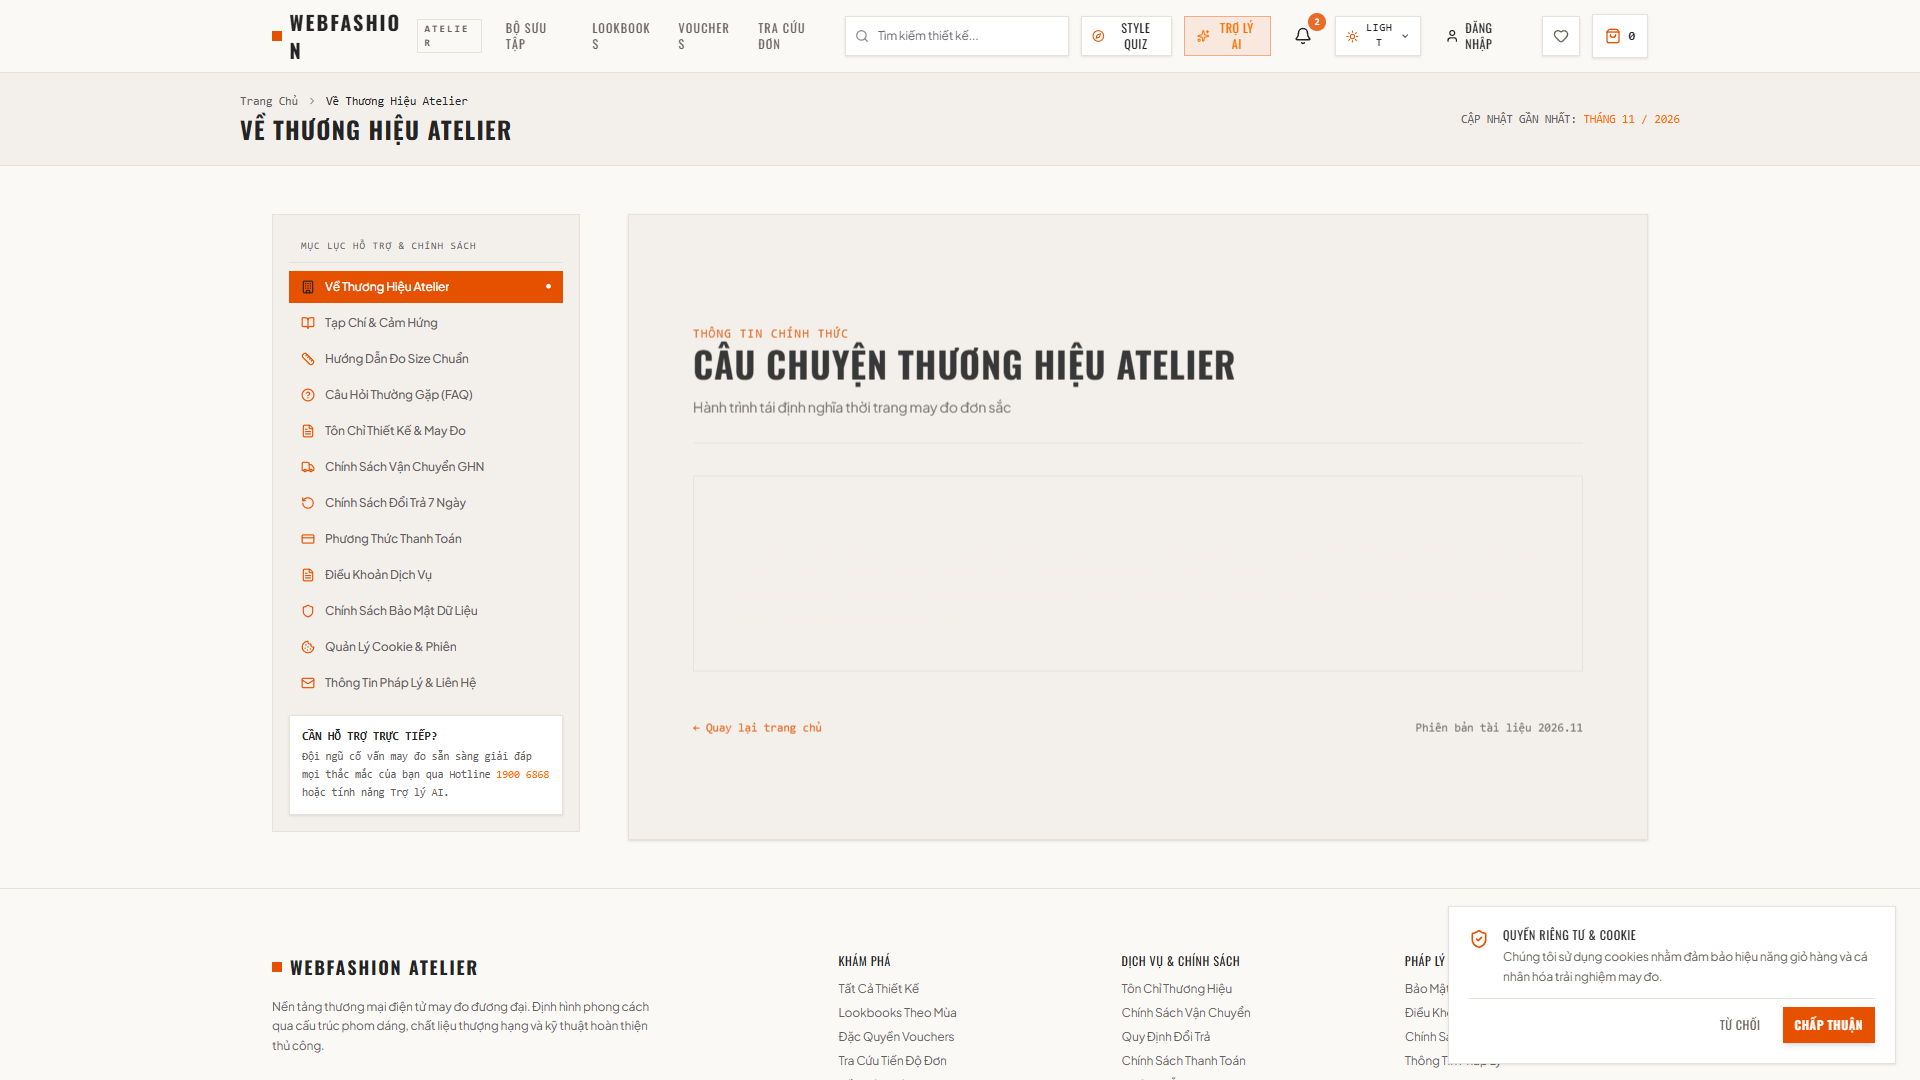 WEBFASHIO
N
ATELIE
R
BỘ SƯU
TẬP
LOOKBOOK
S
VOUCHER
S
TRA CỨU
ĐƠN
Tìm kiếm thiết kế...
STYLE
QUIZ
TRỢ LÝ
AI
2
LIGH
T
ĐĂNG
NHẬP
0
Trang Chủ > Về Thương Hiệu Atelier
VỀ THƯƠNG HIỆU ATELIER
CẬP NHẬT GẦN NHẤT: THÁNG 11 / 2026
MỤC LỤC HỖ TRỢ & CHÍNH SÁCH
Về Thương Hiệu Atelier
Tạp Chí & Cảm Hứng
Hướng Dẫn Đo Size Chuẩn
Câu Hỏi Thường Gặp (FAQ)
Tôn Chỉ Thiết Kế & May Đo
Chính Sách Vận Chuyển GHN
Chính Sách Đổi Trả 7 Ngày
Phương Thức Thanh Toán
Điều Khoản Dịch Vụ
Chính Sách Bảo Mật Dữ Liệu
Quản Lý Cookie & Phiên
Thông Tin Pháp Lý & Liên Hệ
CẦN HỖ TRỢ TRỰC TIẾP?
Đội ngũ cố vấn may đo sẵn sàng giải đáp
mọi thắc mắc của bạn qua Hotline 1900 6868
hoặc tính năng Trợ lý AI.
THÔNG TIN CHÍNH THỨC
CÂU CHUYỆN THƯƠNG HIỆU ATELIER
Hành trình tái định nghĩa thời trang may đo đơn sắc
← Quay lại trang chủ
Phiên bản tài liệu 2026.11
WEBFASHION ATELIER
Nền tảng thương mại điện tử may đo đương đại. Định hình phong cách
qua cấu trúc phom dáng, chất liệu thượng hạng và kỹ thuật hoàn thiện
thủ công.
KHÁM PHÁ
Tất Cả Thiết Kế
Lookbooks Theo Mùa
Đặc Quyền Vouchers
Tra Cứu Tiến Độ Đơn
DỊCH VỤ & CHÍNH SÁCH
Tôn Chỉ Thương Hiệu
Chính Sách Vận Chuyển
Quy Định Đổi Trả
Chính Sách Thanh Toán
PHÁP LÝ
Bảo Mật
Điều Kh
Chính Sá
Thông Tin Pháp Lý
QUYỀN RIÊNG TƯ & COOKIE
Chúng tôi sử dụng cookies nhằm đảm bảo hiệu năng giỏ hàng và cá
nhân hóa trải nghiệm may đo.
TỪ CHỐI
CHẤP THUẬN